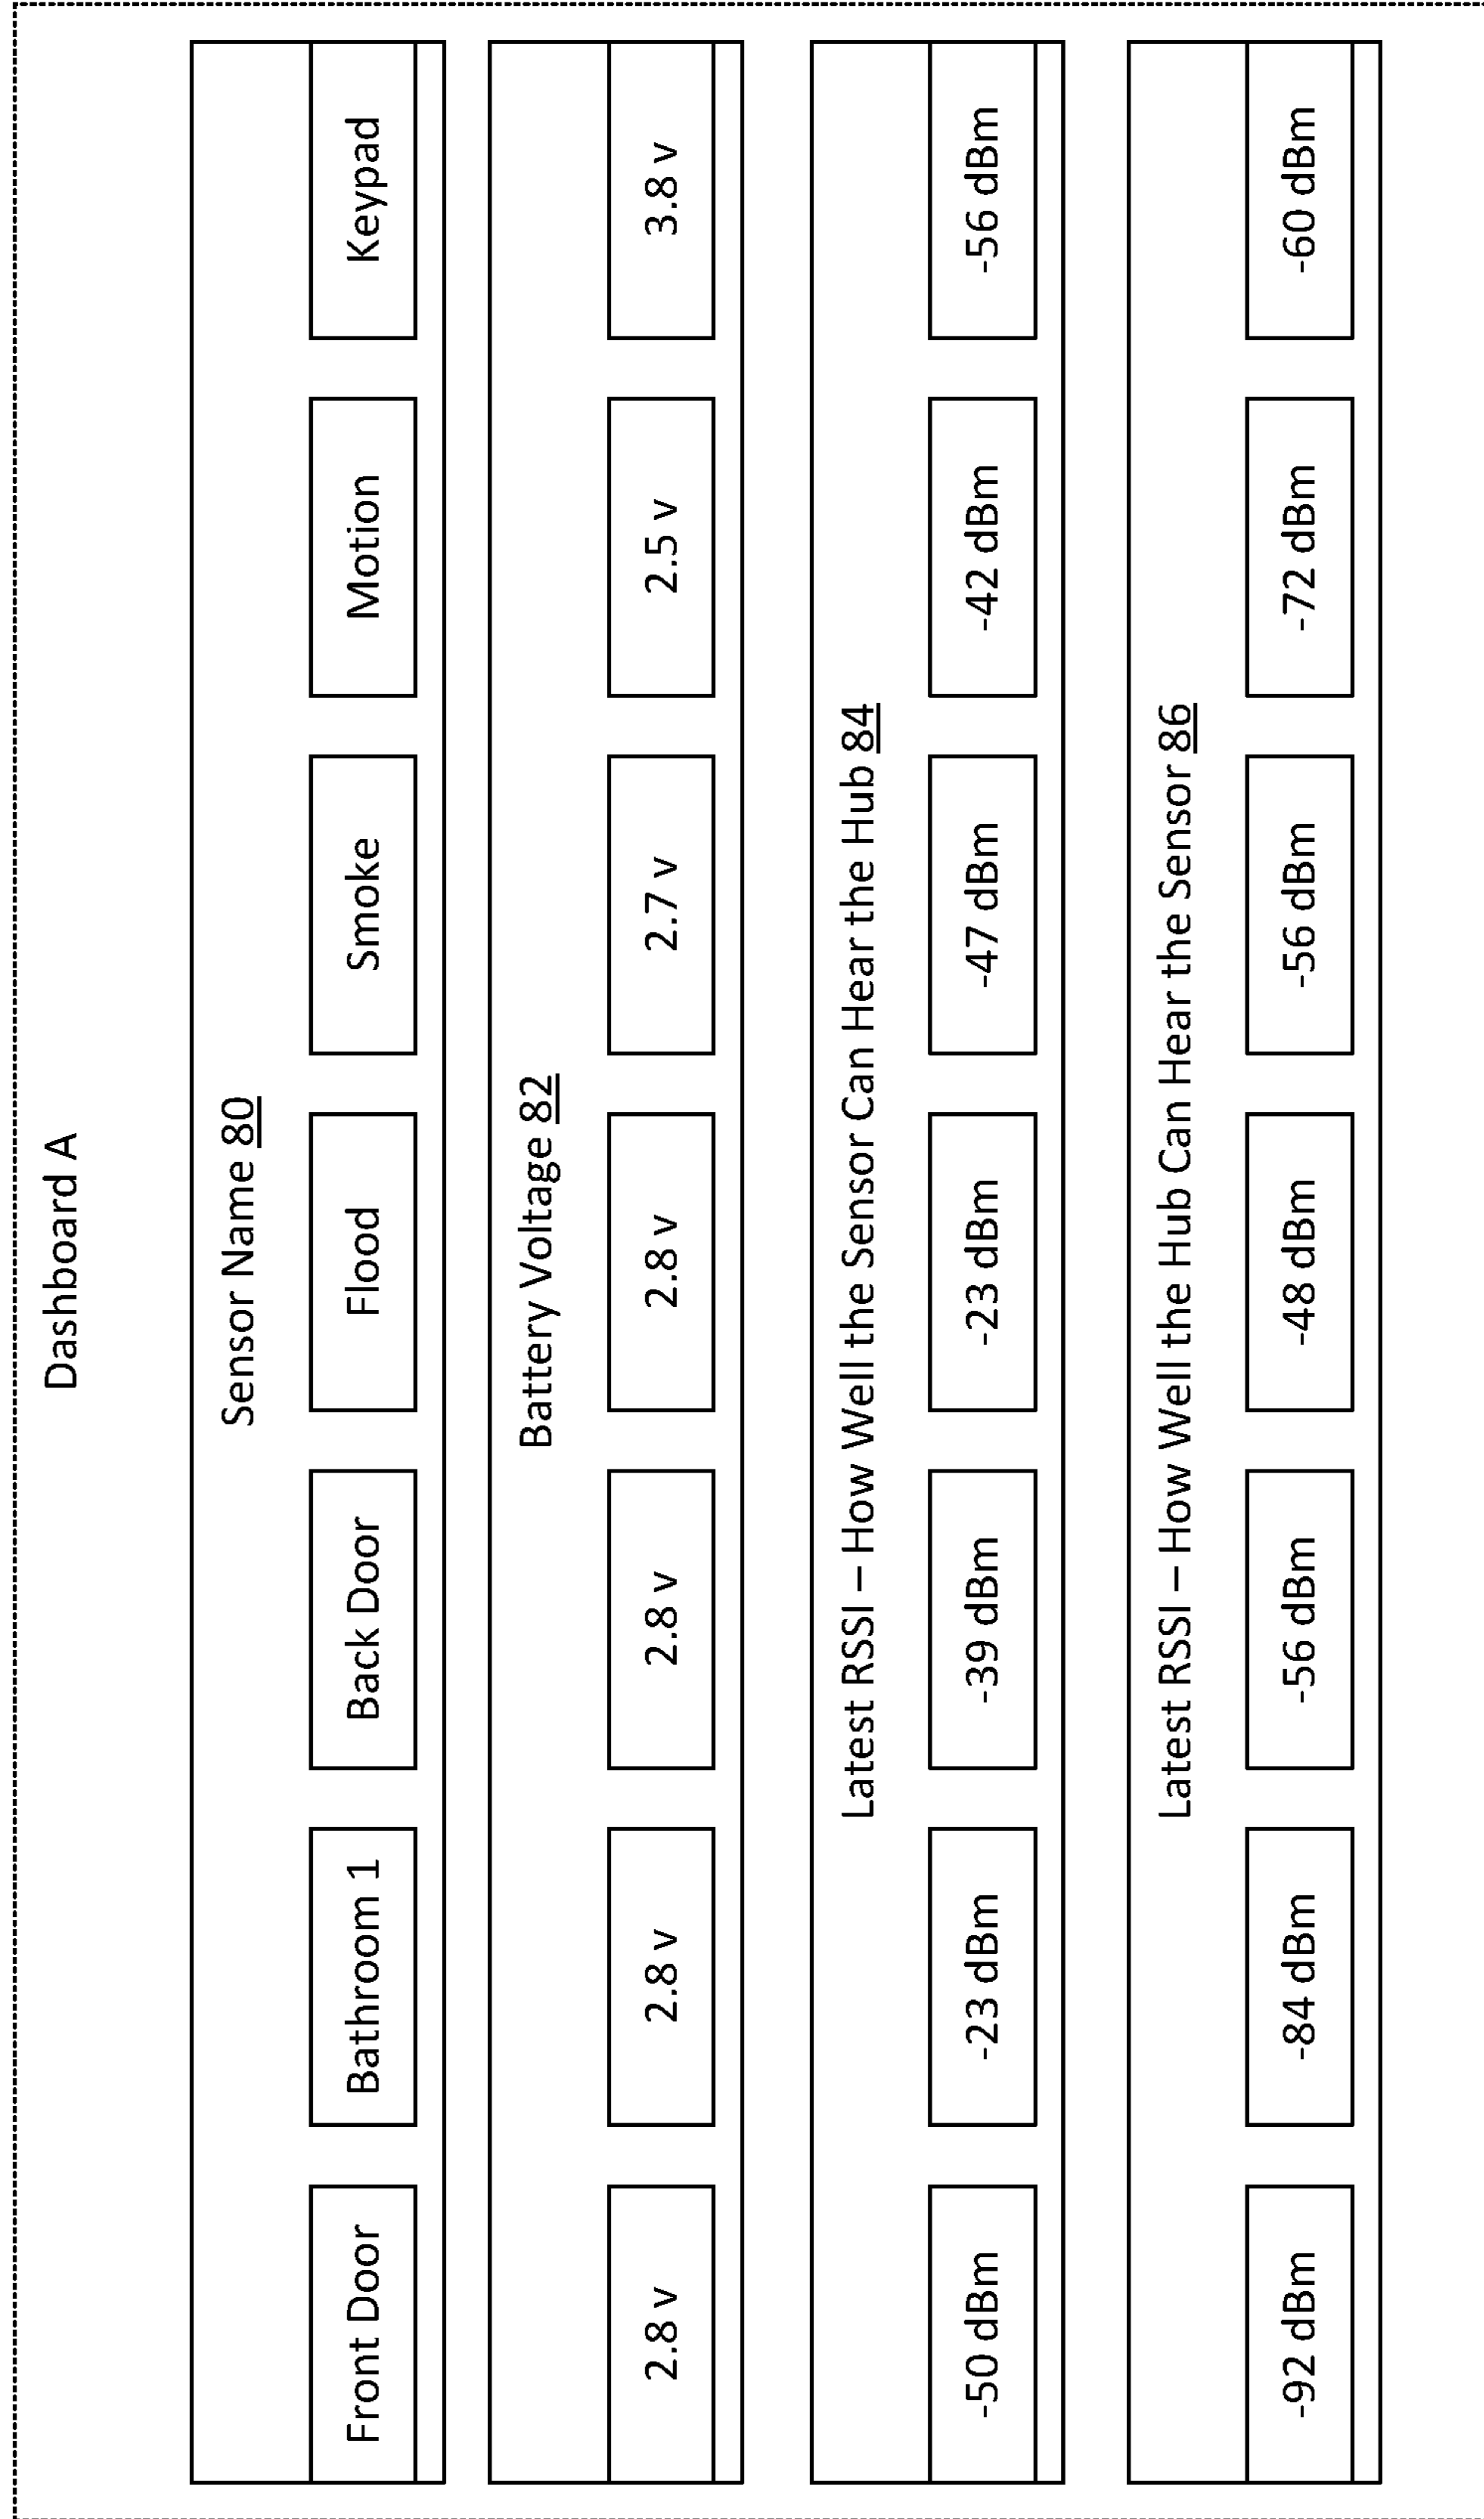 Dashboard A
Sensor Name 80
Front Door Bathroom 1 Back Door Flood Smoke Motion Keypad
Battery Voltage 82
2.8 v 2.8 v 2.8 v 2.8 v 2.7 v 2.5 v 3.8 v
Latest RSSI – How Well the Sensor Can Hear the Hub 84
-50 dBm -23 dBm -39 dBm -23 dBm -47 dBm -42 dBm -56 dBm
Latest RSSI – How Well the Hub Can Hear the Sensor 86
-92 dBm -84 dBm -56 dBm -48 dBm -56 dBm -72 dBm -60 dBm